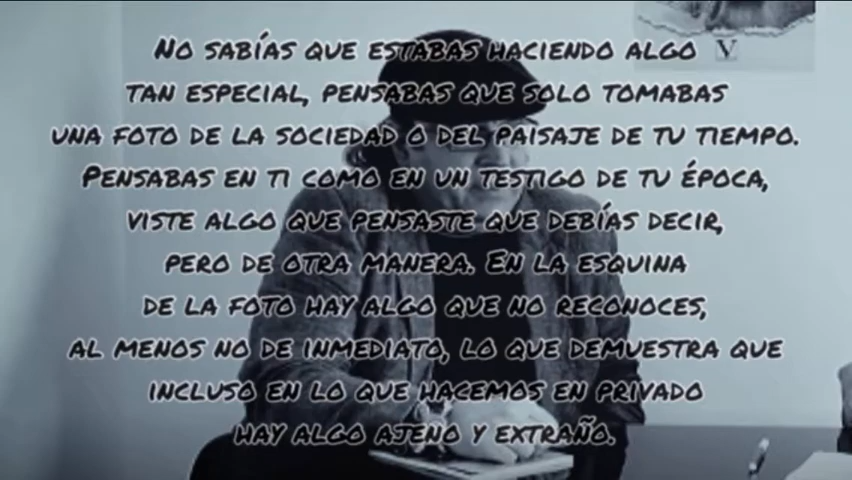 No sabías que estabas haciendo algo
tan especial, pensabas que solo tomabas
una foto de la sociedad o del paisaje de tu tiempo.
Pensabas en ti como en un testigo de tu época,
viste algo que pensaste que debías decir,
pero de otra manera. En la esquina
de la foto hay algo que no reconoces,
al menos no de inmediato, lo que demuestra que
incluso en lo que hacemos en privado
hay algo ajeno y extraño.
V